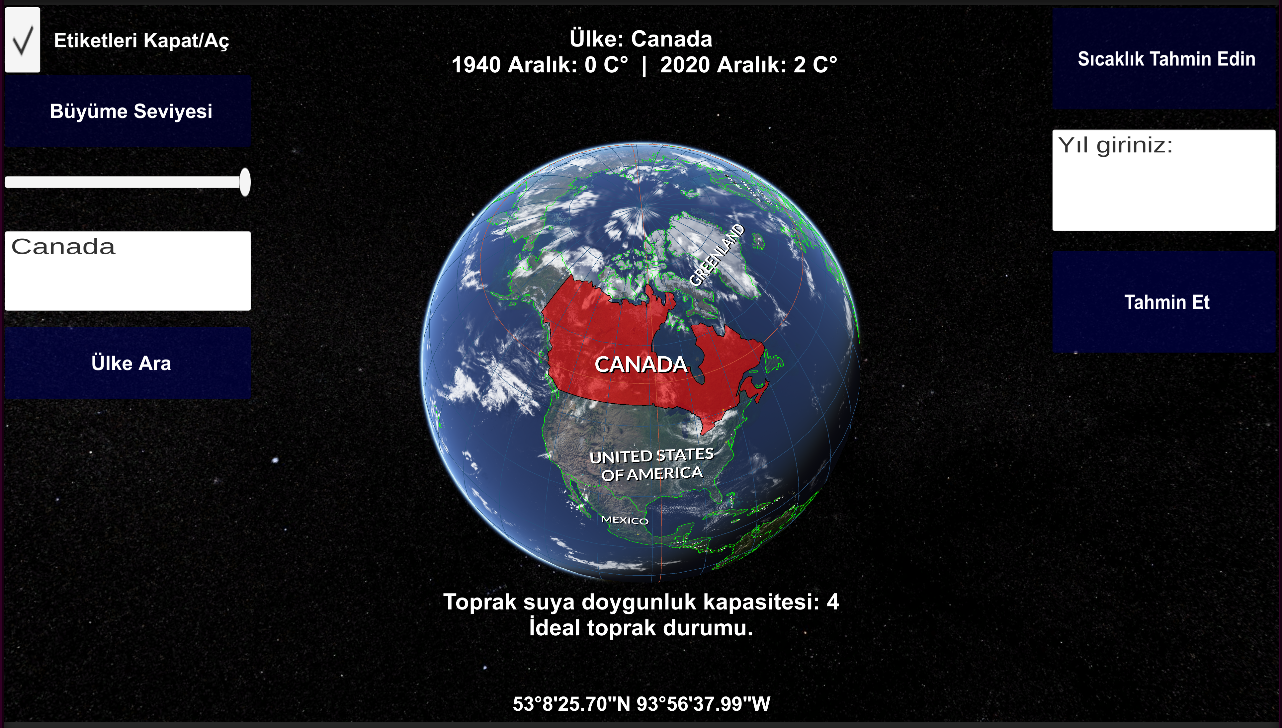 Etiketleri Kapat/Aç
Büyüme Seviyesi
Canada
Ülke Ara
Ülke: Canada
1940 Aralık: 0 C° | 2020 Aralık: 2 C°
GREENLAND
CANADA
UNITED STATES
OF AMERICA
MEXICO
Toprak suya doygunluk kapasitesi: 4
İdeal toprak durumu.
53°8'25.70"N 93°56'37.99"W
Sıcaklık Tahmin Edin
Yıl giriniz:
Tahmin Et